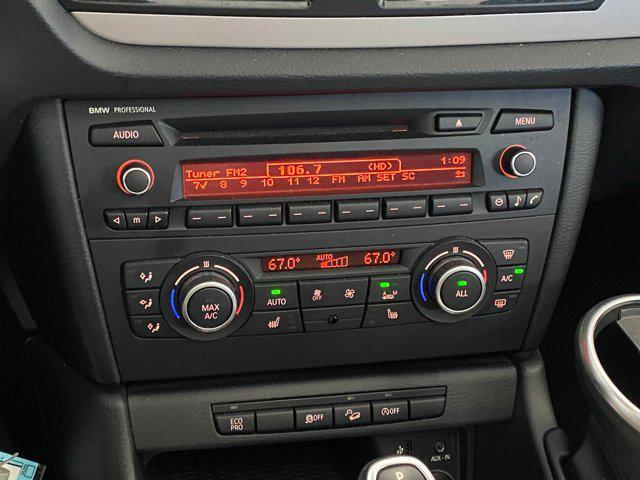 BMW PROFESSIONAL
AUDIO
MENU
Tuner FM2 106.7 (HD) 1:09
7✓ 8 9 10 11 12 FM AM SET SC
m
67.0° AUTO 67.0°
AUTO
OFF
A M
A/C
MAX A/C
ALL
ECO PRO
OFF
OFF
AUX-IN
P